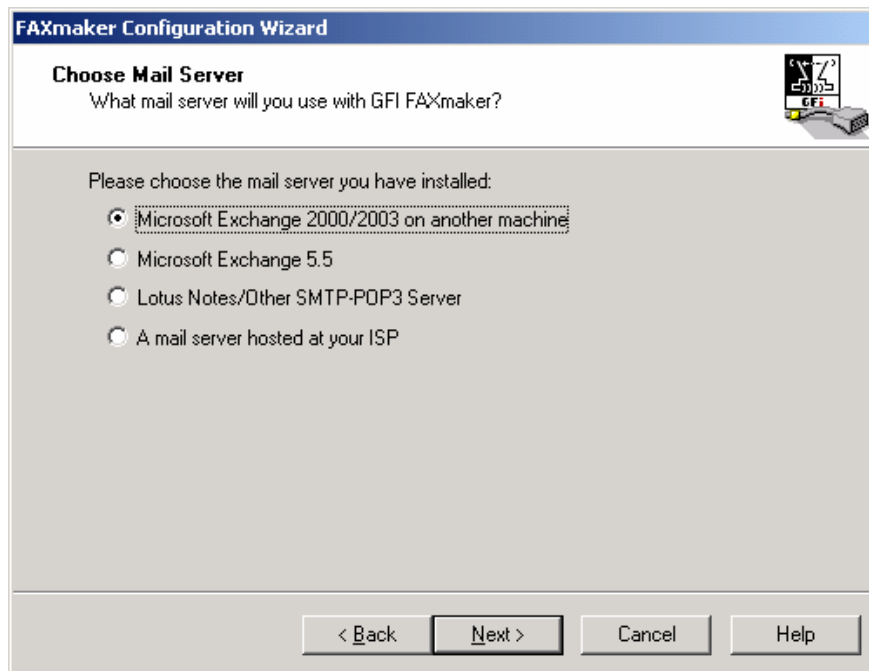 FAXmaker Configuration Wizard
Choose Mail Server
What mail server will you use with GFI FAXmaker?
GFi
Please choose the mail server you have installed:
Microsoft Exchange 2000/2003 on another machine
Microsoft Exchange 5.5
Lotus Notes/Other SMTP-POP3 Server
A mail server hosted at your ISP
< Back
Next >
Cancel
Help